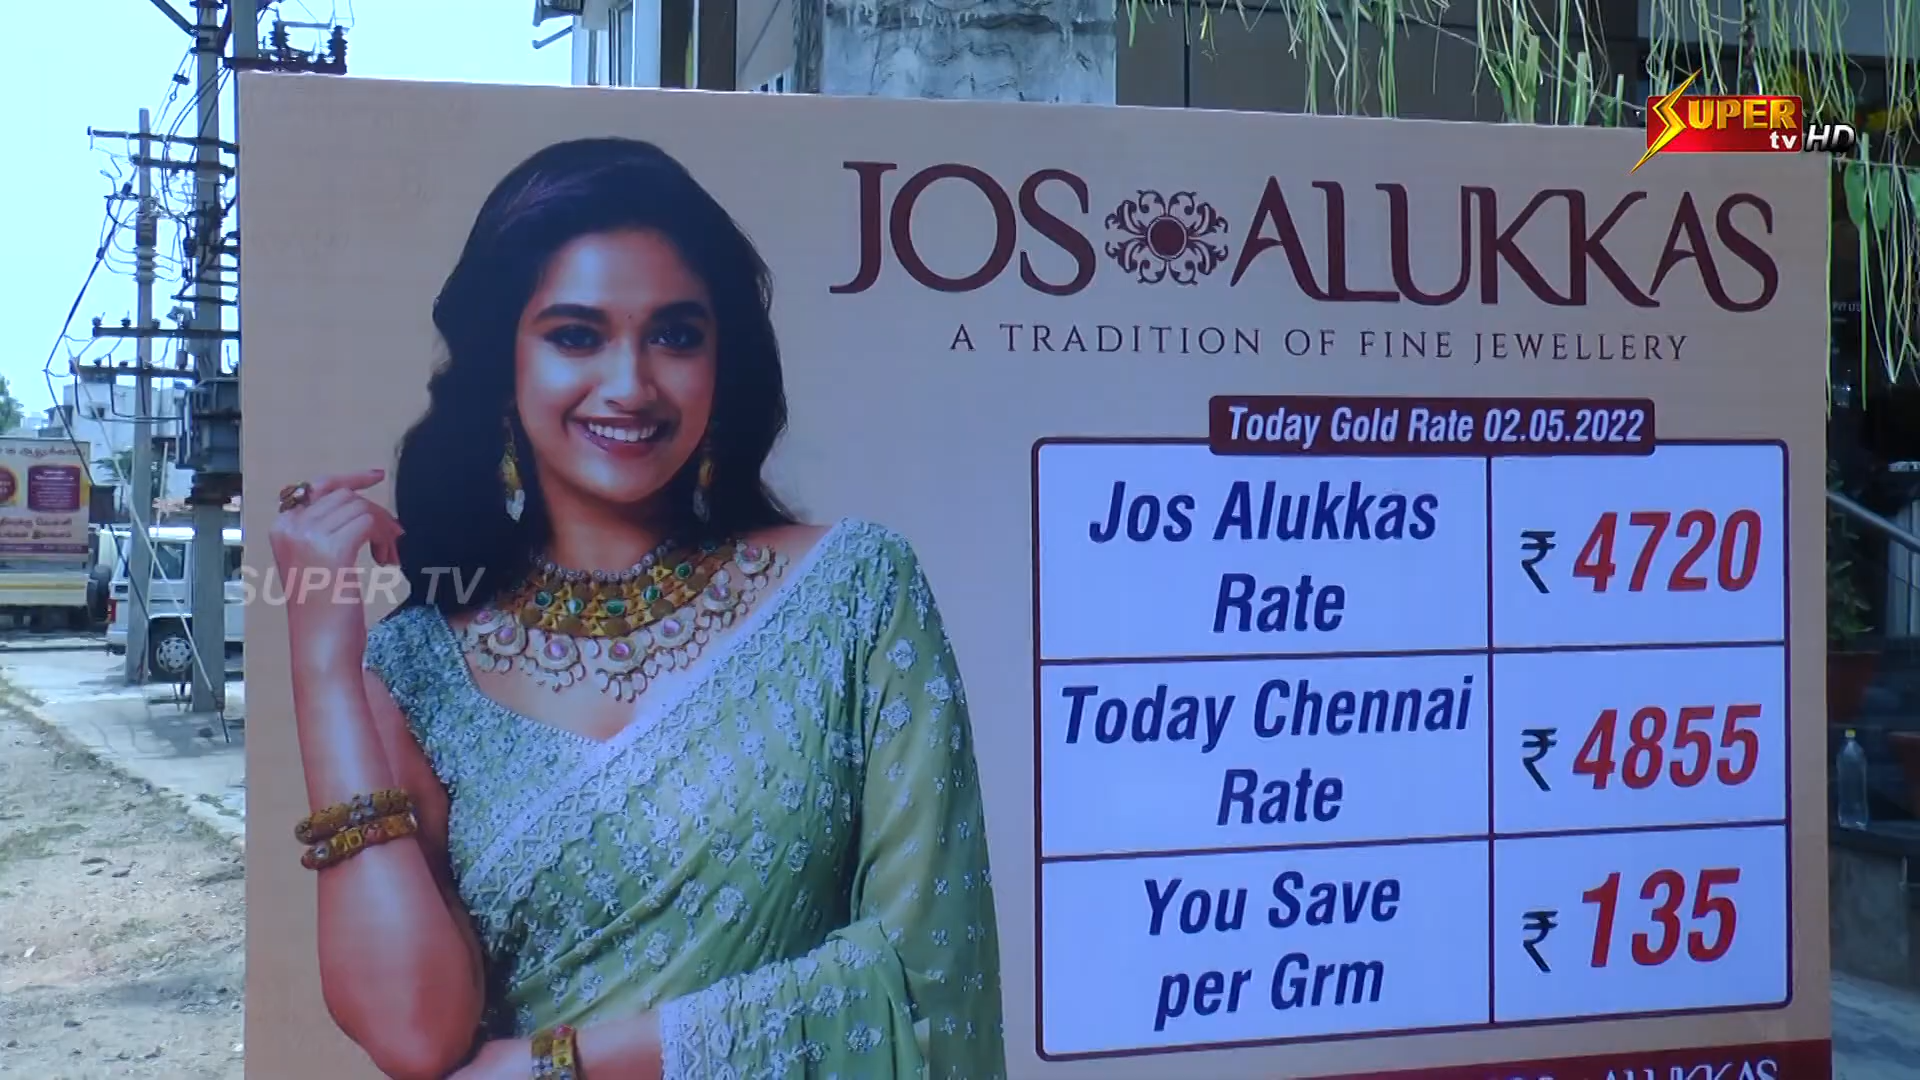 SUPER
tv HD
JOS ALUKKAS
A TRADITION OF FINE JEWELLERY
Today Gold Rate 02.05.2022
Jos Alukkas
Rate
₹ 4720
Today Chennai
Rate
₹ 4855
You Save
per Grm
₹ 135
SUPER TV